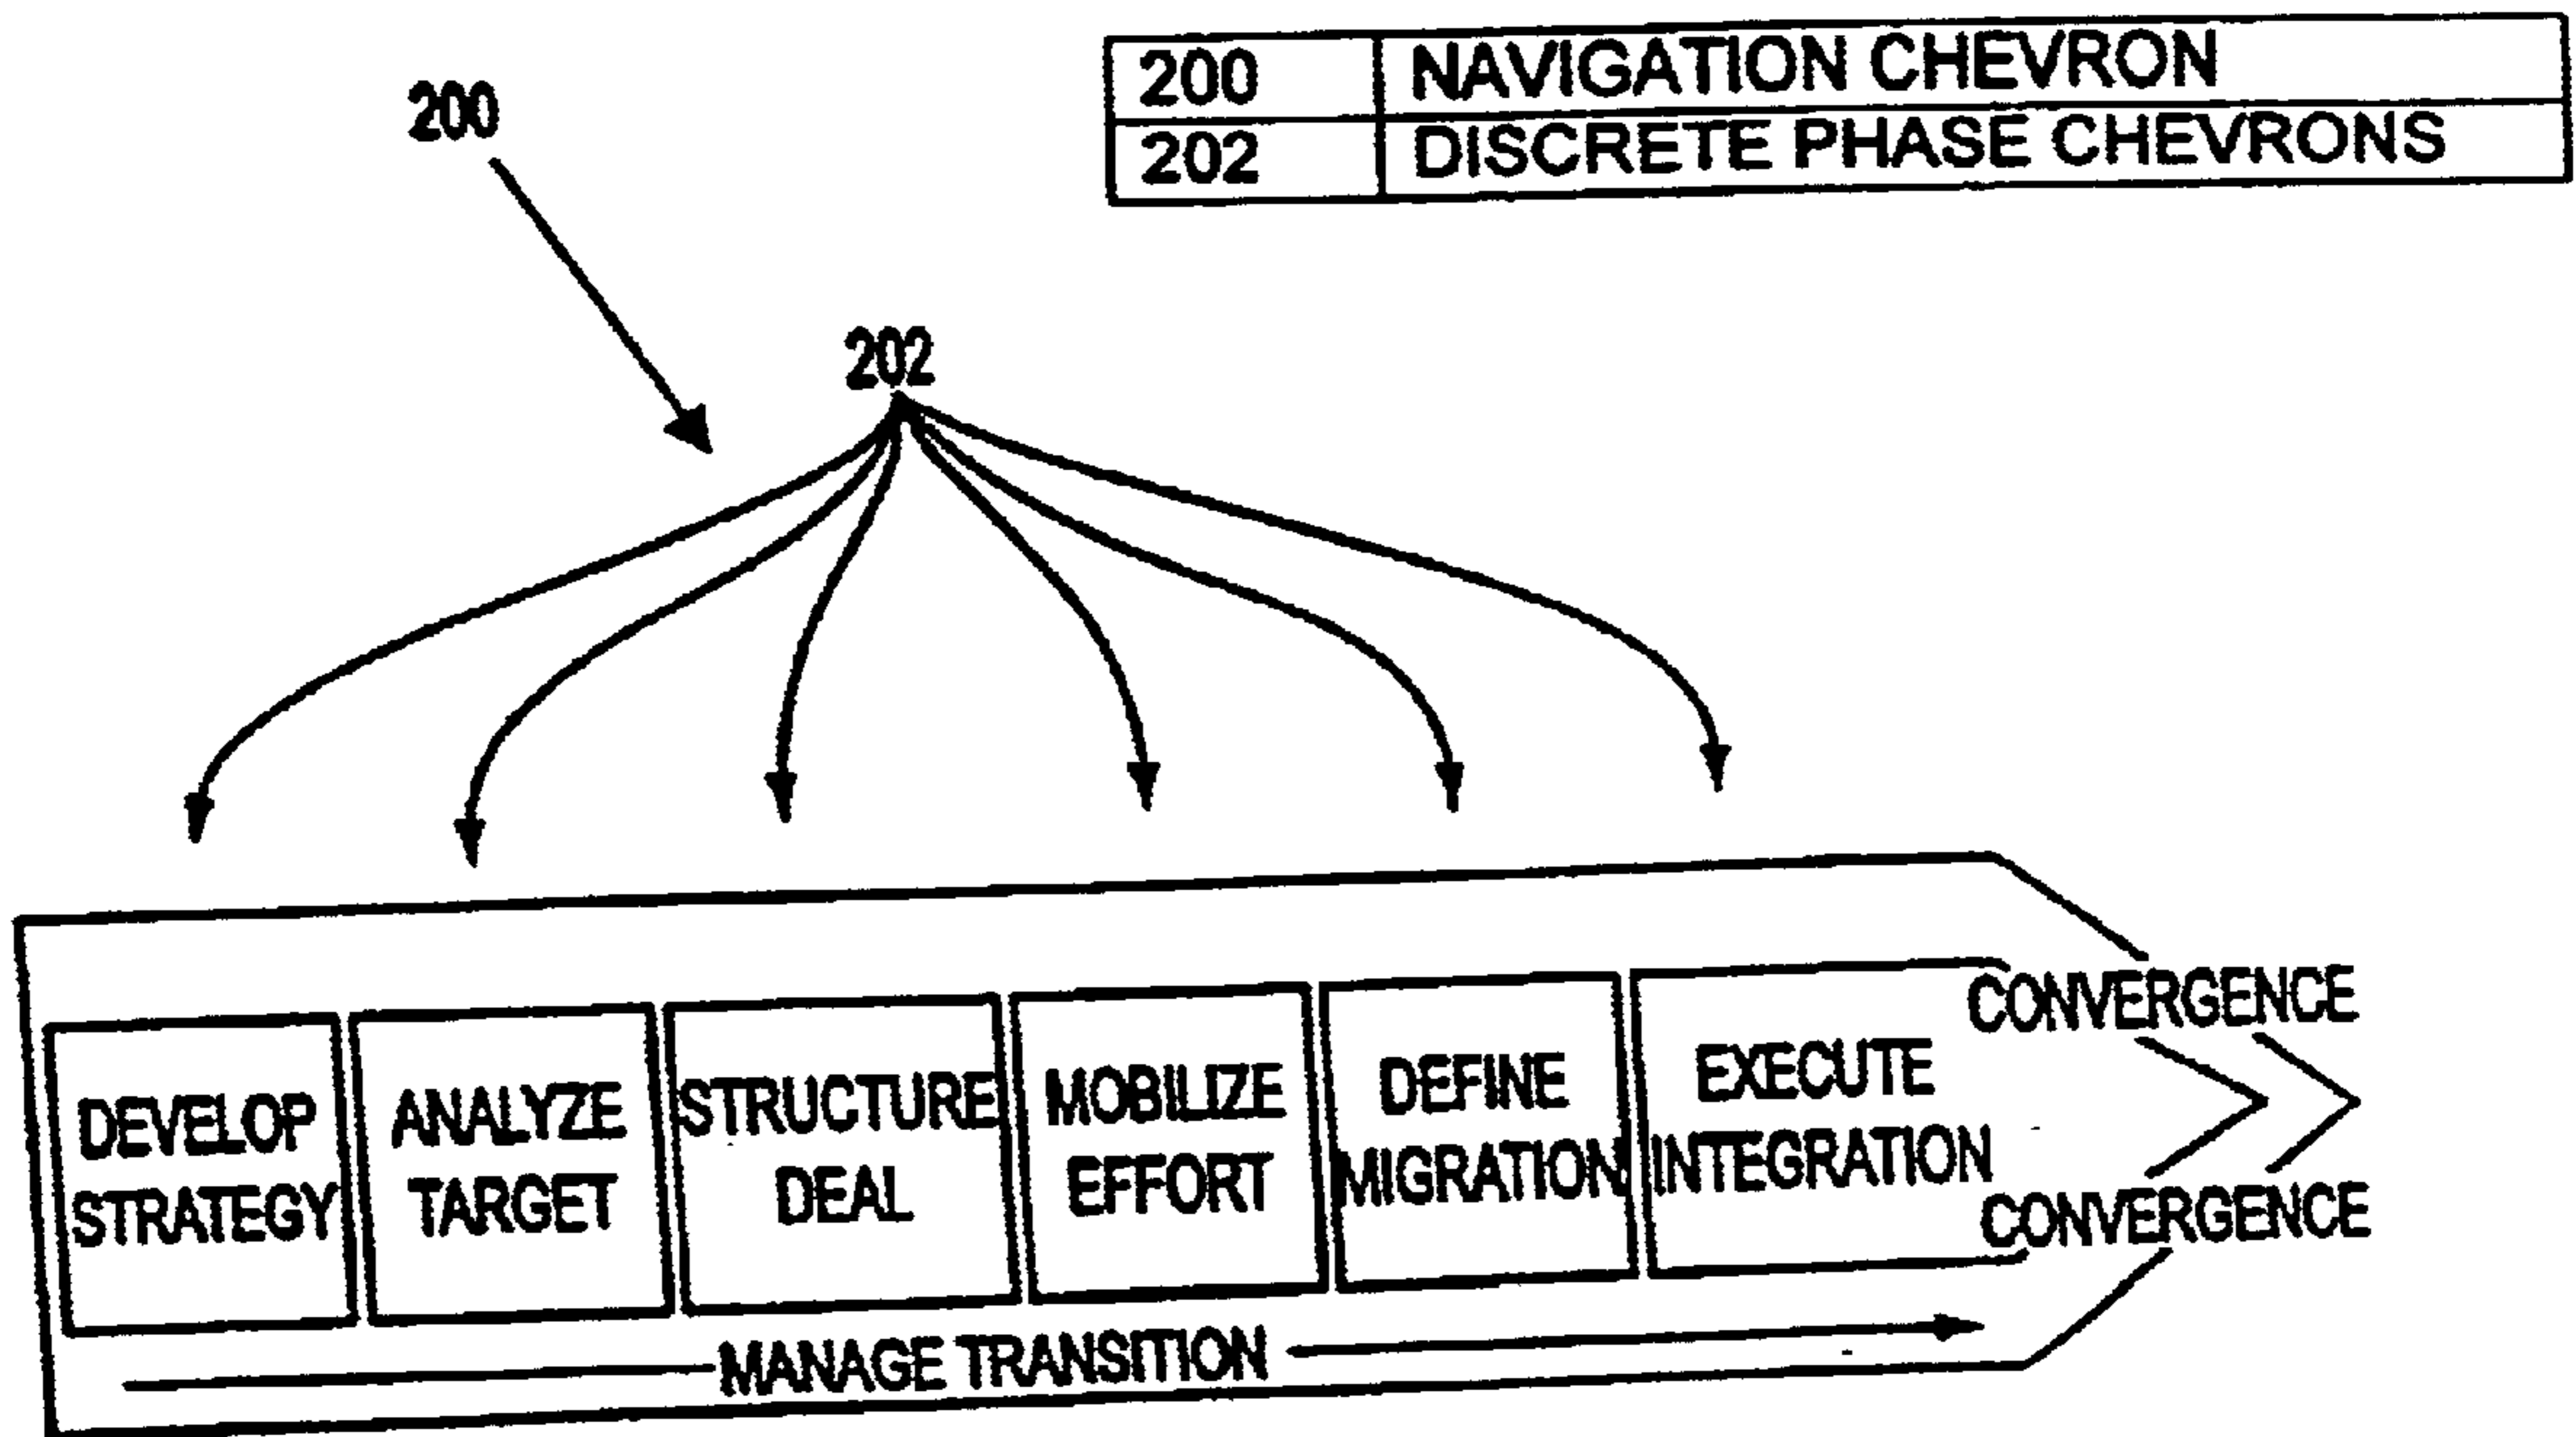 200 NAVIGATION CHEVRON
202 DISCRETE PHASE CHEVRONS
200
202
DEVELOP
STRATEGY
ANALYZE
TARGET
STRUCTURE
DEAL
MOBILIZE
EFFORT
DEFINE
MIGRATION
EXECUTE
INTEGRATION
CONVERGENCE
CONVERGENCE
MANAGE TRANSITION